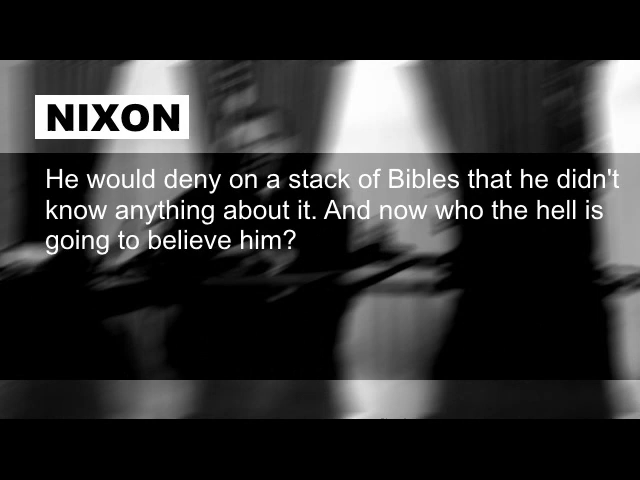 NIXON
He would deny on a stack of Bibles that he didn't
know anything about it. And now who the hell is
going to believe him?